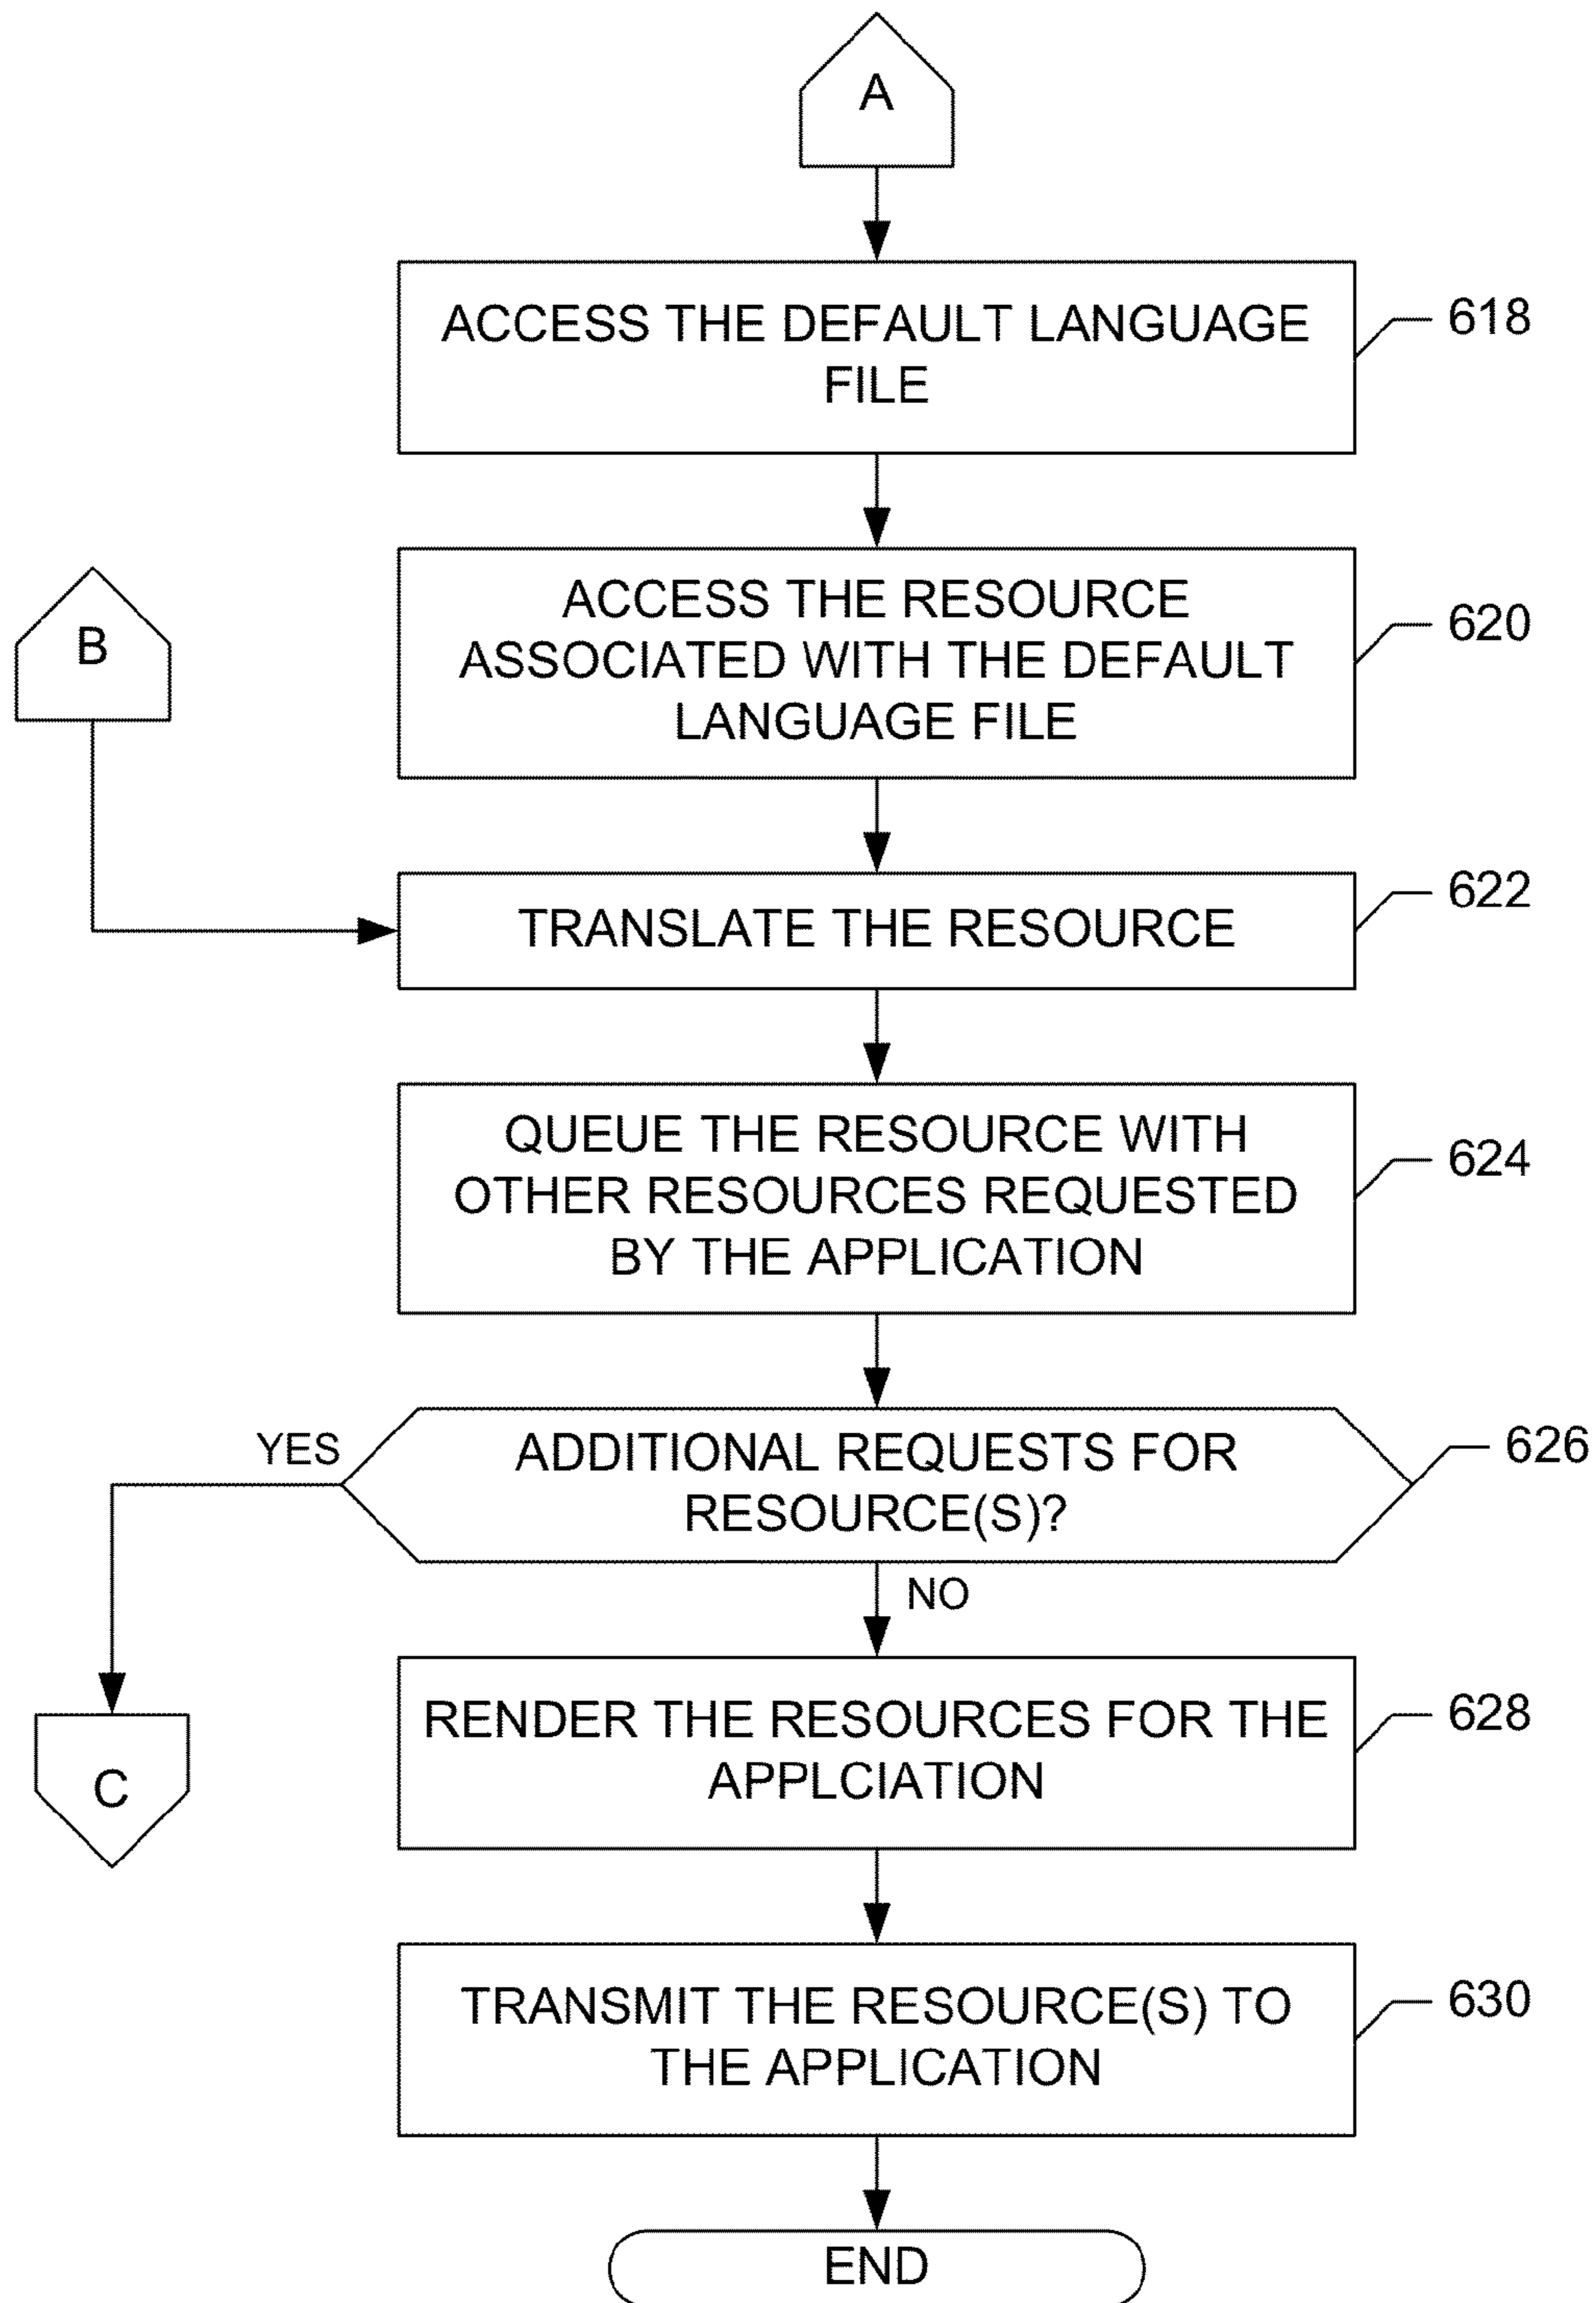 A
ACCESS THE DEFAULT LANGUAGE
FILE
618
ACCESS THE RESOURCE
ASSOCIATED WITH THE DEFAULT
LANGUAGE FILE
620
B
TRANSLATE THE RESOURCE
622
QUEUE THE RESOURCE WITH
OTHER RESOURCES REQUESTED
BY THE APPLICATION
624
YES
ADDITIONAL REQUESTS FOR
RESOURCE(S)?
626
NO
RENDER THE RESOURCES FOR THE
APPLCIATION
628
C
TRANSMIT THE RESOURCE(S) TO
THE APPLICATION
630
END